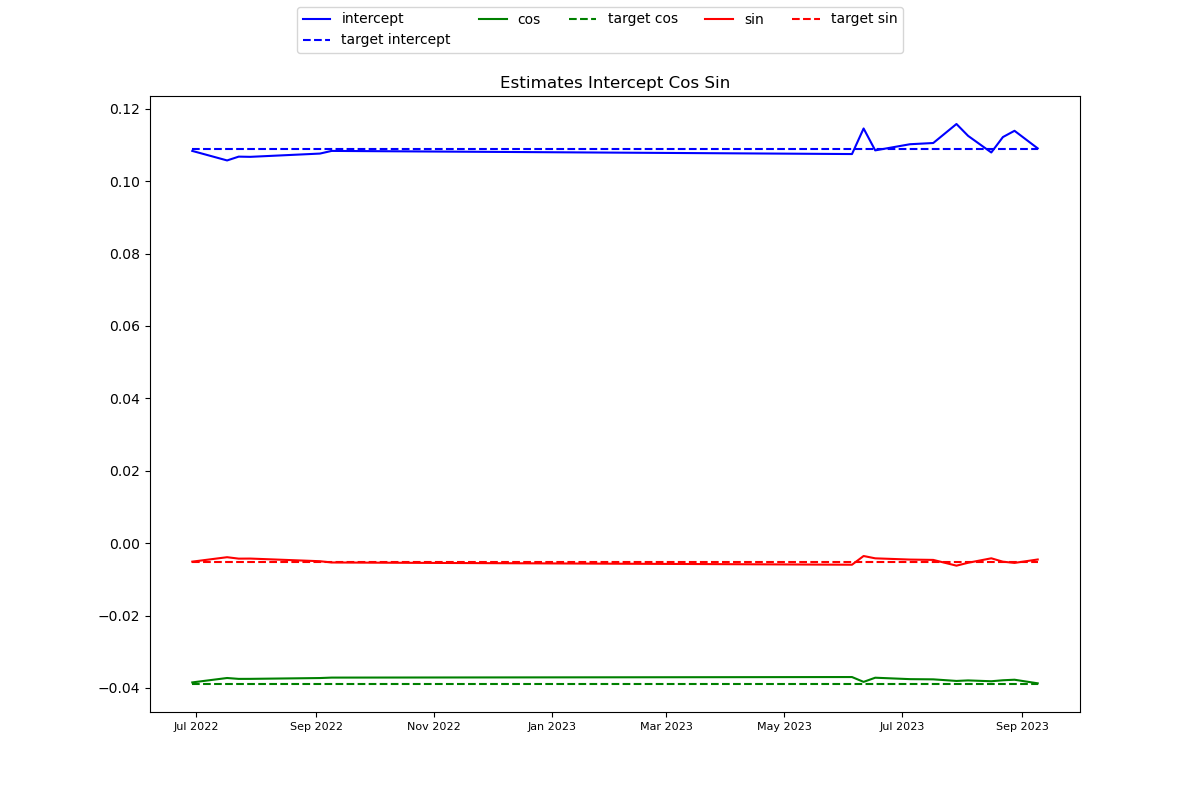 intercept cos target cos sin target sin
target intercept
Estimates Intercept Cos Sin
0.12
0.10
0.08
0.06
0.04
0.02
0.00
−0.02
−0.04
Jul 2022 Sep 2022 Nov 2022 Jan 2023 Mar 2023 May 2023 Jul 2023 Sep 2023